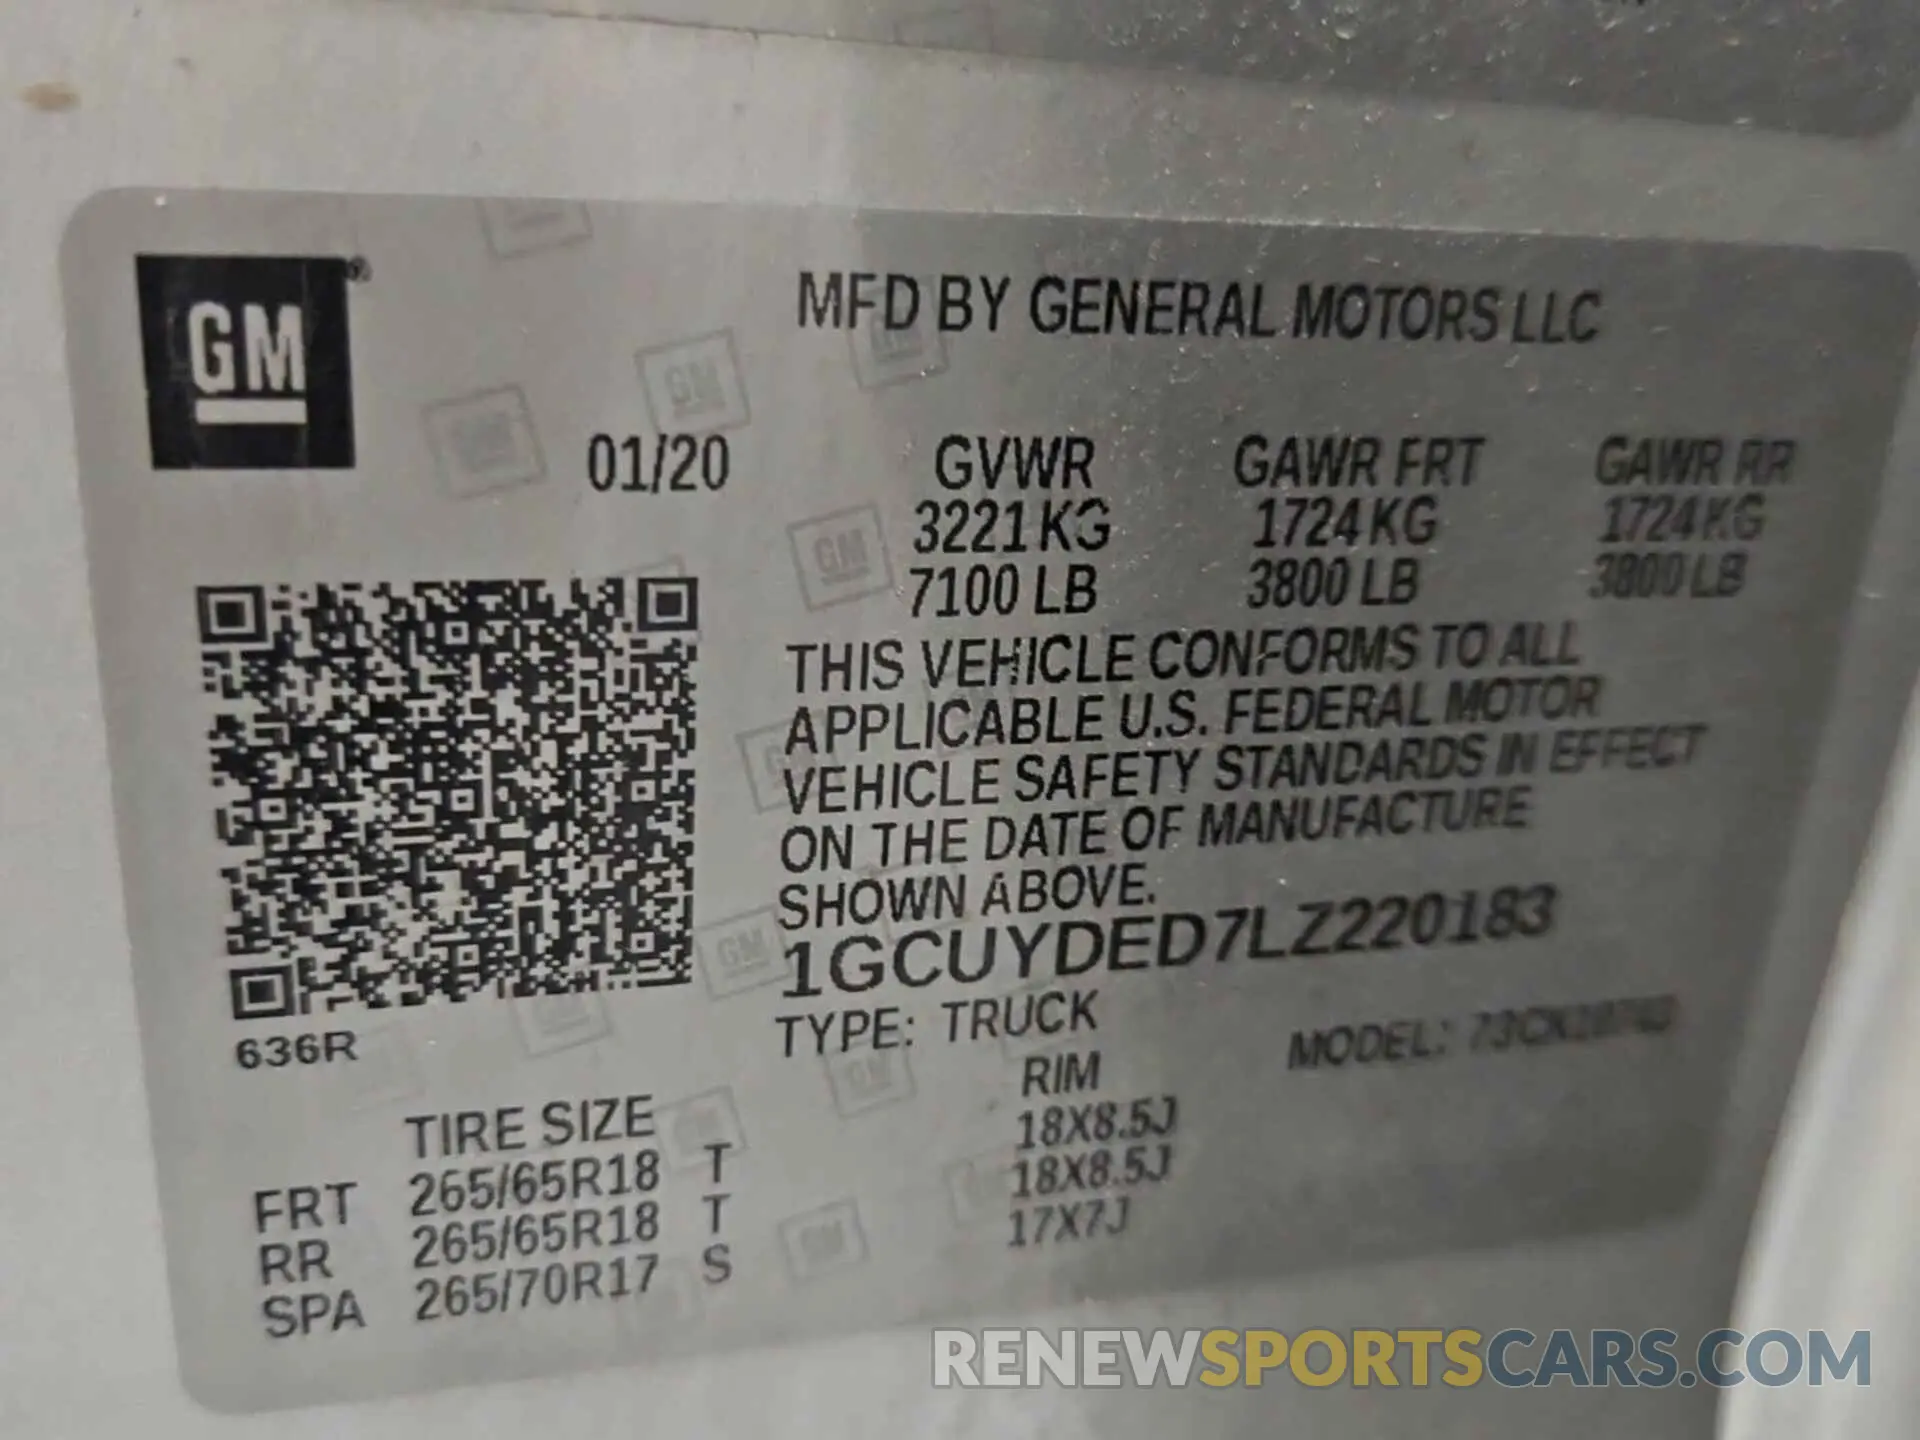 GM
MFD BY GENERAL MOTORS LLC
01/20 GVWR GAWR FRT GAWR RR
3221 KG 1724 KG 1724 KG
7100 LB 3800 LB 3800 LB
THIS VEHICLE CONFORMS TO ALL
APPLICABLE U.S. FEDERAL MOTOR
VEHICLE SAFETY STANDARDS IN EFFECT
ON THE DATE OF MANUFACTURE
SHOWN ABOVE.
1GCUYDED7LZ220183
TYPE: TRUCK MODEL:
636R
TIRE SIZE RIM
FRT 265/65R18 T 18X8.5J
RR 265/65R18 T 18X8.5J
SPA 265/70R17 S 17X7J
RENEWSPORTSCARS.COM